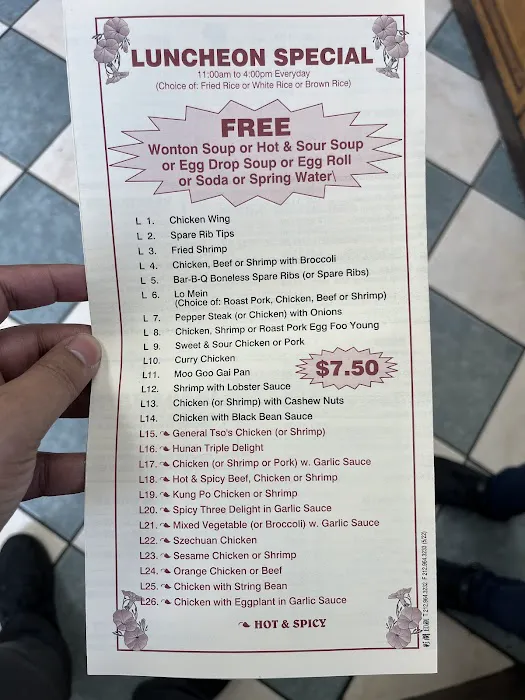 LUNCHEON SPECIAL
11:00am to 4:00pm Everyday
(Choice of: Fried Rice or White Rice or Brown Rice)
FREE
Wonton Soup or Hot & Sour Soup
or Egg Drop Soup or Egg Roll
or Soda or Spring Water\
L 1. Chicken Wing
L 2. Spare Rib Tips
L 3. Fried Shrimp
L 4. Chicken, Beef or Shrimp with Broccoli
L 5. Bar-B-Q Boneless Spare Ribs (or Spare Ribs)
L 6. Lo Mein
(Choice of: Roast Pork, Chicken, Beef or Shrimp)
L 7. Pepper Steak (or Chicken) with Onions
L 8. Chicken, Shrimp or Roast Pork Egg Foo Young
L 9. Sweet & Sour Chicken or Pork
L10. Curry Chicken
L11. Moo Goo Gai Pan
$7.50
L12. Shrimp with Lobster Sauce
L13. Chicken (or Shrimp) with Cashew Nuts
L14. Chicken with Black Bean Sauce
L15. General Tso's Chicken (or Shrimp)
L16. Hunan Triple Delight
L17. Chicken (or Shrimp or Pork) w. Garlic Sauce
L18. Hot & Spicy Beef, Chicken or Shrimp
L19. Kung Po Chicken or Shrimp
L20. Spicy Three Delight in Garlic Sauce
L21. Mixed Vegetable (or Broccoli) w. Garlic Sauce
L22. Szechuan Chicken
L23. Sesame Chicken or Shrimp
L24. Orange Chicken or Beef
L25. Chicken with String Bean
L26. Chicken with Eggplant in Garlic Sauce
HOT & SPICY